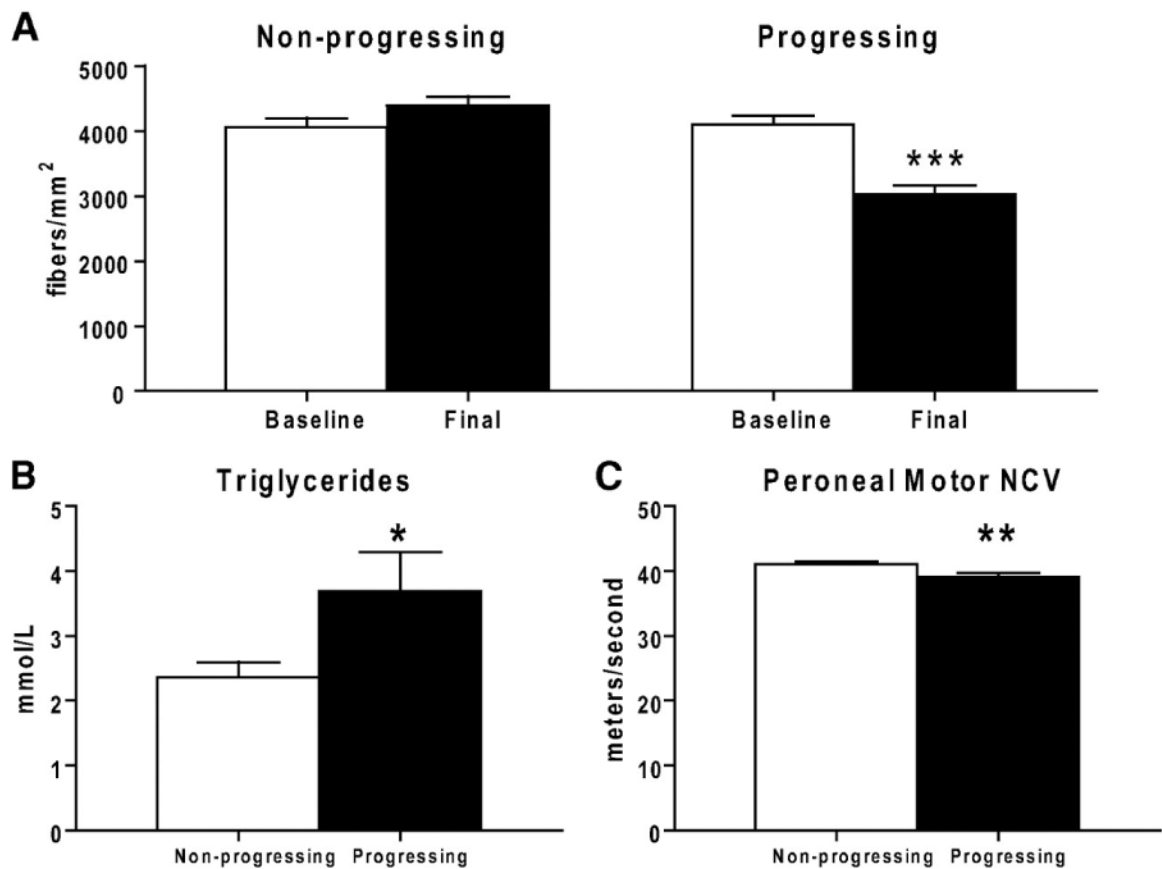 A
Non-progressing Progressing
5000
4000
3000
2000
1000
0
fibers/mm²
***
Baseline Final Baseline Final
B
Triglycerides
5
4
3
2
1
0
mmol/L
*
Non-progressing Progressing
C
Peroneal Motor NCV
50
40
30
20
10
0
meters/second
**
Non-progressing Progressing